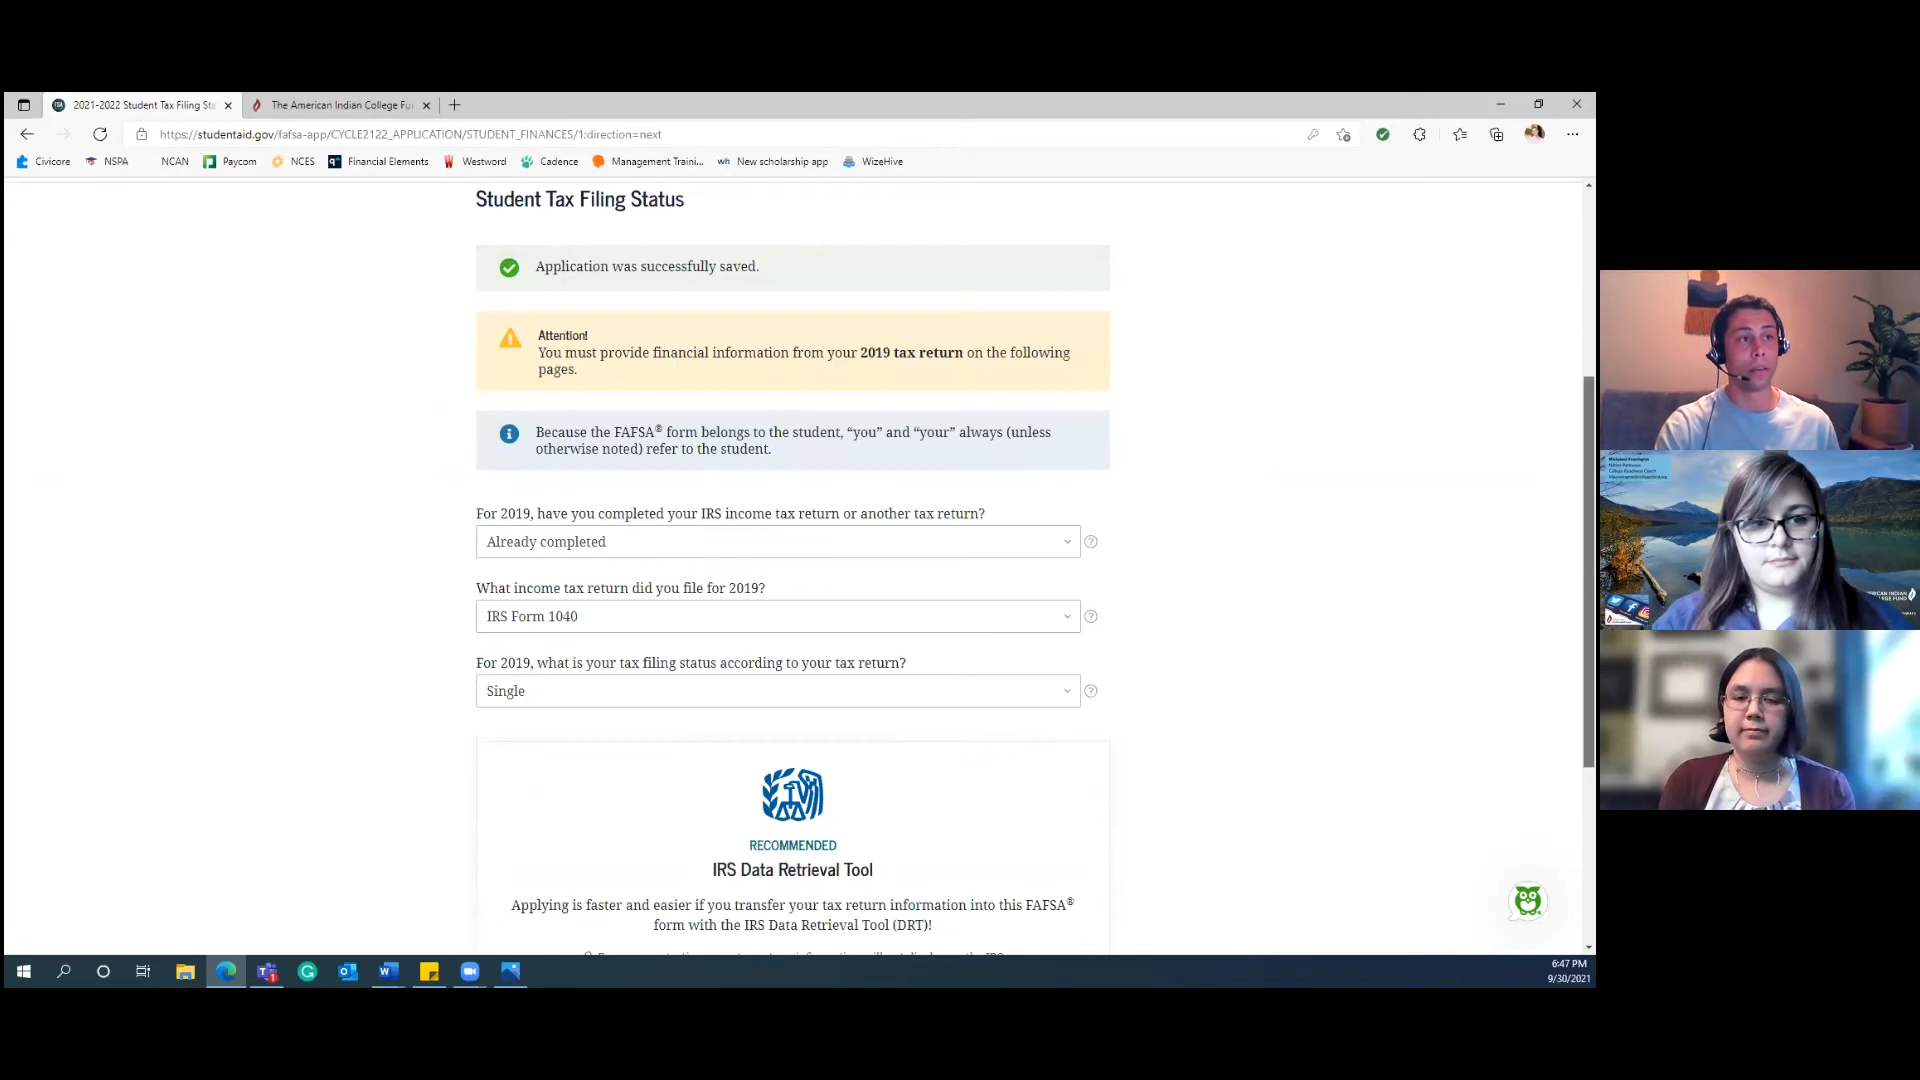 2021-2022 Student Tax Filing Sta
The American Indian College Fu
https://studentaid.gov/fafsa-app/CYCLE2122_APPLICATION/STUDENT_FINANCES/1:direction=next
Civicore NSPA NCAN Paycom NCES Financial Elements Westword Cadence Management Traini... wh New scholarship app WizeHive
Student Tax Filing Status
Application was successfully saved.
Attention!
You must provide financial information from your 2019 tax return on the following
pages.
Because the FAFSA® form belongs to the student, “you” and “your” always (unless
otherwise noted) refer to the student.
For 2019, have you completed your IRS income tax return or another tax return?
Already completed
What income tax return did you file for 2019?
IRS Form 1040
For 2019, what is your tax filing status according to your tax return?
Single
RECOMMENDED
IRS Data Retrieval Tool
Applying is faster and easier if you transfer your tax return information into this FAFSA®
form with the IRS Data Retrieval Tool (DRT)!
6:47 PM
9/30/2021
Native Pathways
College Readiness Coach
RICAN INDIAN